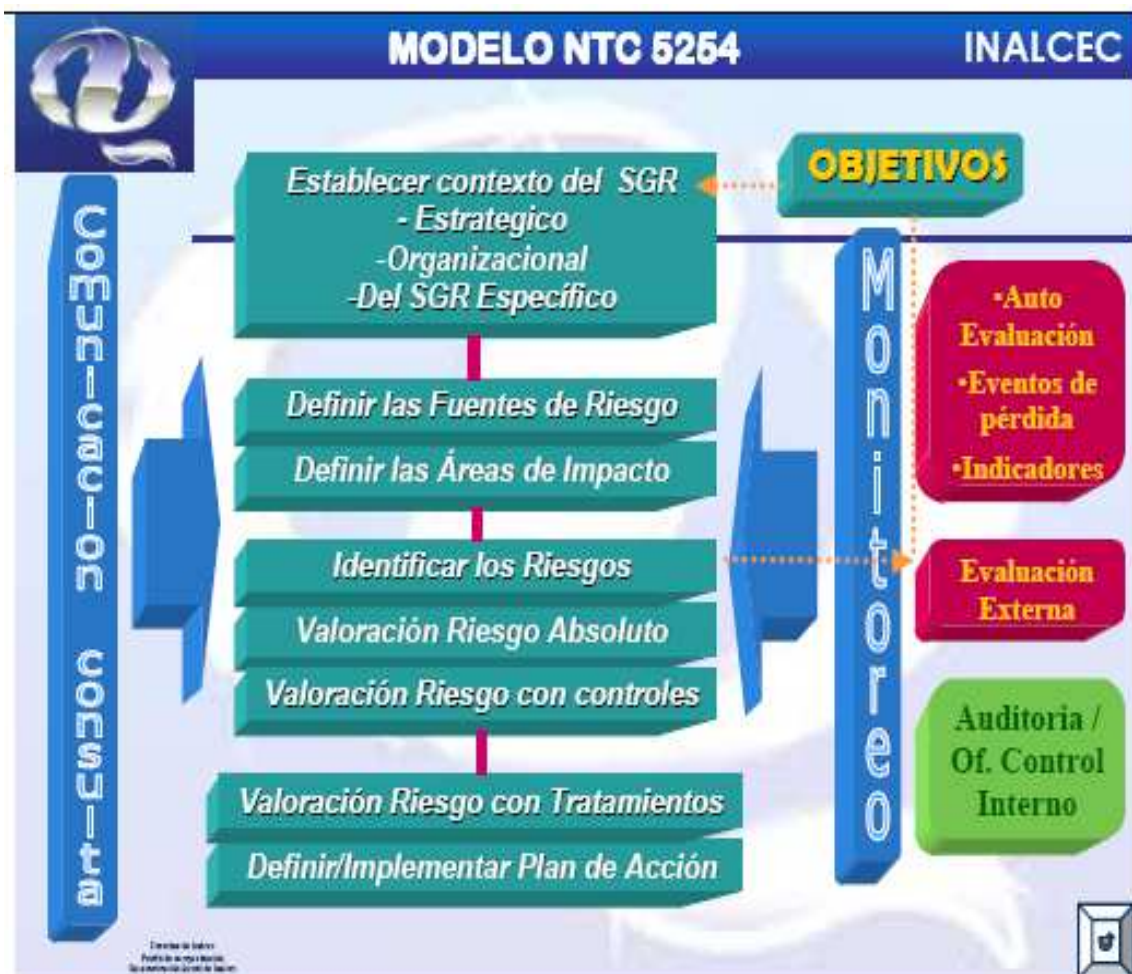 MODELO NTC 5254
INALCEC
OBJETIVOS
Establecer contexto del SGR
- Estrategico
-Organizacional
-Del SGR Específico
Definir las Fuentes de Riesgo
Definir las Áreas de Impacto
Identificar los Riesgos
Valoración Riesgo Absoluto
Valoración Riesgo con controles
Valoración Riesgo con Tratamientos
Definir/Implementar Plan de Acción
Comunicacion consulta
Monitoreo
•Auto
Evaluación
•Eventos de
pérdida
•Indicadores
Evaluación
Externa
Auditoria /
Of. Control
Interno